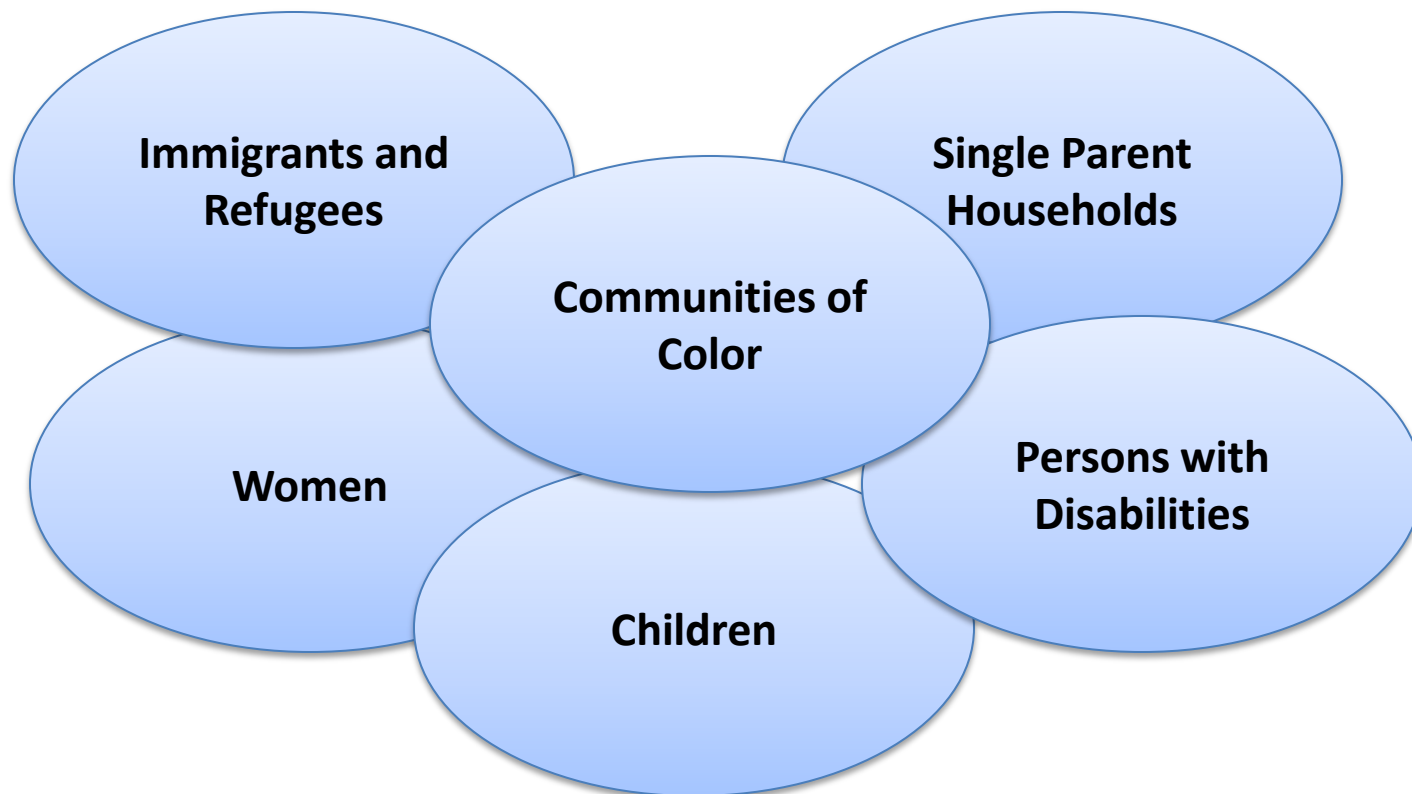 Immigrants and
Refugees
Single Parent
Households
Communities of
Color
Women
Persons with
Disabilities
Children